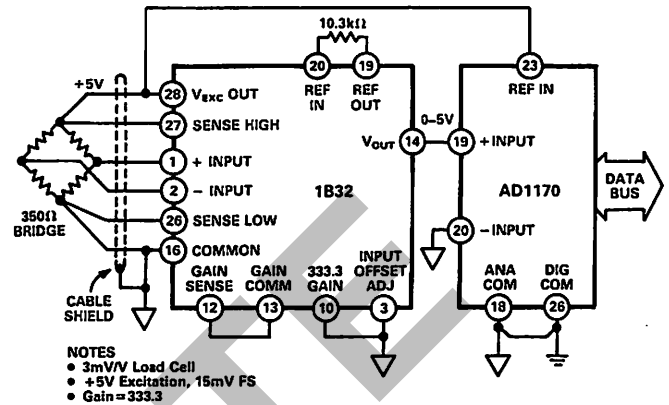 10.3kΩ
+5V
28 VEXC OUT
20 REF IN
19 REF OUT
23 REF IN
27 SENSE HIGH
0–5V
1 + INPUT
VOUT 14
19 + INPUT
2 – INPUT
1B32
AD1170
DATA BUS
350Ω BRIDGE
26 SENSE LOW
20 – INPUT
16 COMMON
CABLE SHIELD
GAIN SENSE
12
GAIN COMM
13
333.3 GAIN
10
INPUT OFFSET ADJ
3
ANA COM
18
DIG COM
26
NOTES
• 3mV/V Load Cell
• +5V Excitation, 15mV FS
• Gain = 333.3